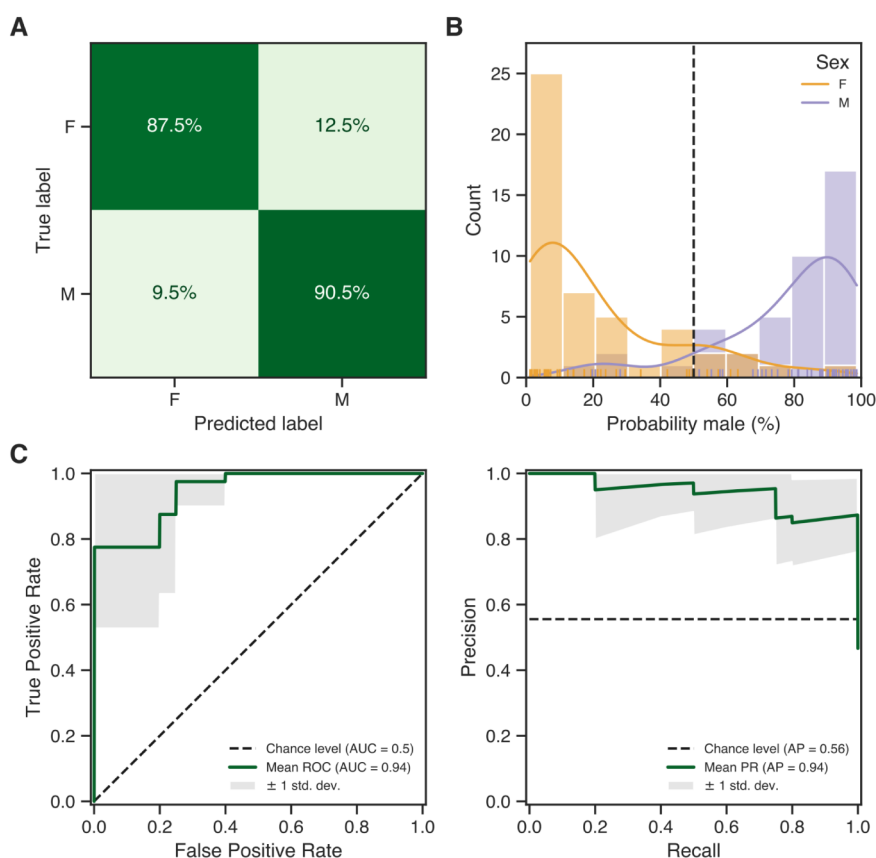 A
True label
F
M
87.5%
12.5%
9.5%
90.5%
F
M
Predicted label
B
Count
25
20
15
10
5
0
Sex
F
M
0
20
40
60
80
100
Probability male (%)
C
True Positive Rate
1.0
0.8
0.6
0.4
0.2
0.0
Chance level (AUC = 0.5)
Mean ROC (AUC = 0.94)
± 1 std. dev.
0.0
0.2
0.4
0.6
0.8
1.0
False Positive Rate
Precision
1.0
0.8
0.6
0.4
0.2
0.0
Chance level (AP = 0.56)
Mean PR (AP = 0.94)
± 1 std. dev.
0.0
0.2
0.4
0.6
0.8
1.0
Recall